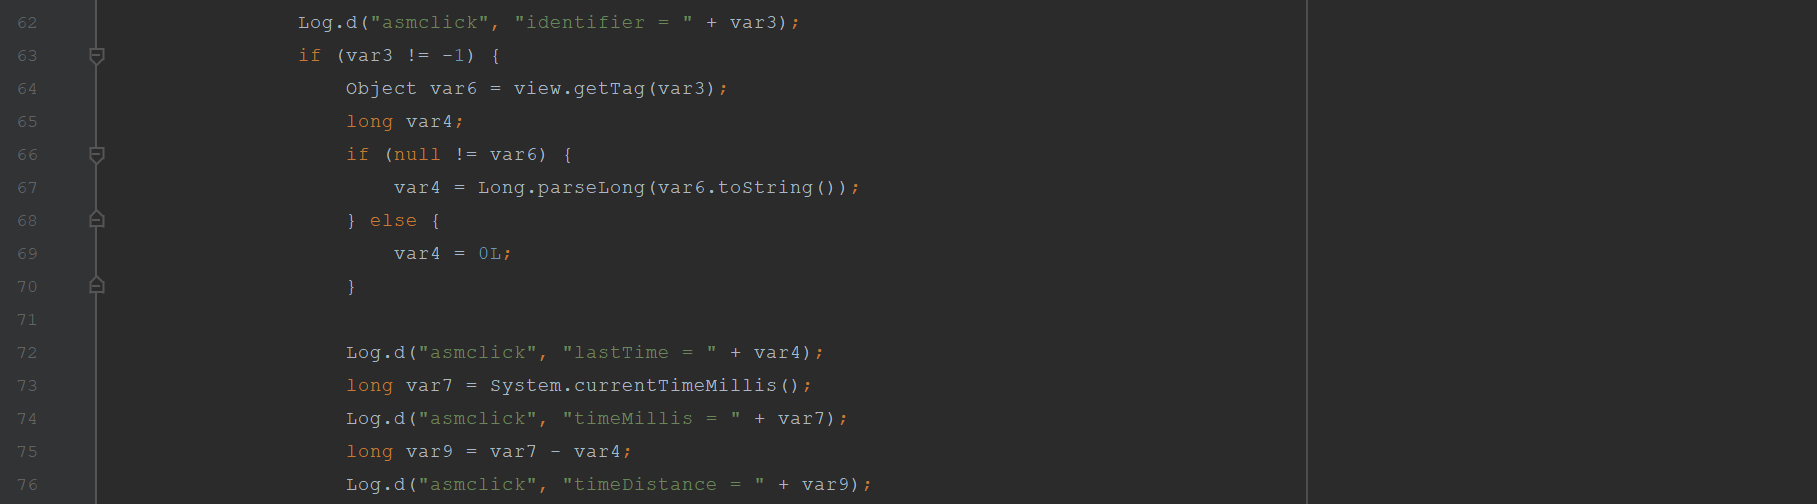 62 Log.d("asmclick", "identifier = " + var3);
63 if (var3 != -1) {
64 Object var6 = view.getTag(var3);
65 long var4;
66 if (null != var6) {
67 var4 = Long.parseLong(var6.toString());
68 } else {
69 var4 = 0L;
70 }
71
72 Log.d("asmclick", "lastTime = " + var4);
73 long var7 = System.currentTimeMillis();
74 Log.d("asmclick", "timeMillis = " + var7);
75 long var9 = var7 - var4;
76 Log.d("asmclick", "timeDistance = " + var9);